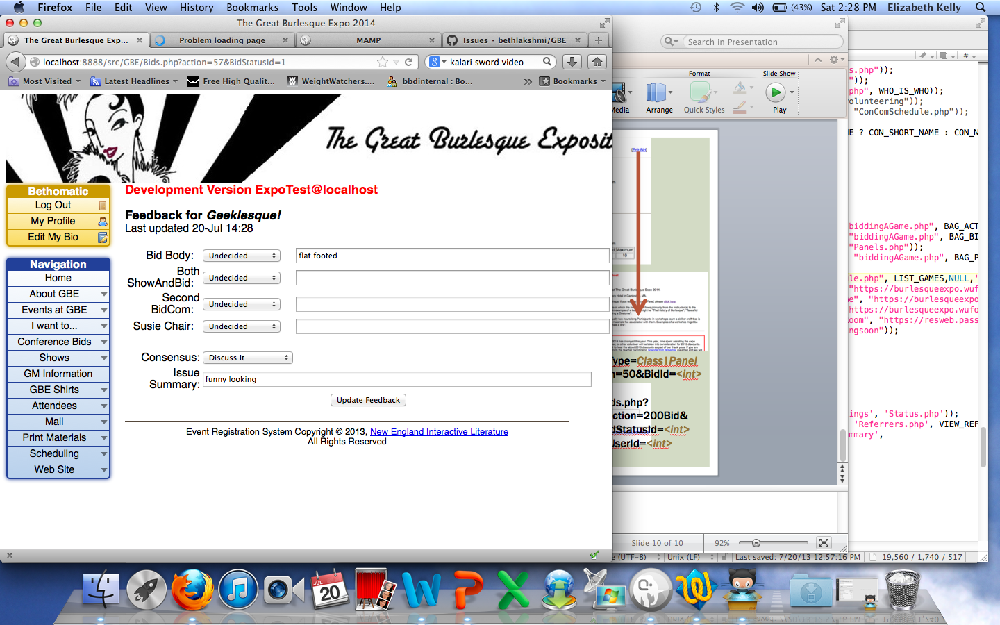 Firefox File Edit View History Bookmarks Tools Window Help (43%) Sat 2:28 PM Elizabeth Kelly
The Great Burlesque Expo 2014
The Great Burlesque Exp... Problem loading page MAMP Issues · bethlakshmi/GBE
localhost:8888/src/GBE/Bids.php?action=57&BidStatusId=1 kalari sword video
Most Visited Latest Headlines Free High Qualit... WeightWatchers.... bbdinternal : Bo... » Bookmarks
The Great Burlesque Exposit
Development Version ExpoTest@localhost
Bethomatic
Log Out
My Profile
Edit My Bio
Navigation
Home
About GBE
Events at GBE
I want to...
Conference Bids
Shows
GM Information
GBE Shirts
Attendees
Mail
Print Materials
Scheduling
Web Site
Feedback for Geeklesque!
Last updated 20-Jul 14:28
Bid Body: Undecided flat footed
Both ShowAndBid: Undecided
Second BidCom: Undecided
Susie Chair: Undecided
Consensus: Discuss It
Issue Summary: funny looking
Update Feedback
Event Registration System Copyright © 2013, New England Interactive Literature
All Rights Reserved
Search in Presentation
Format Slide Show
Media Arrange Quick Styles Play
[Edit Bid]
Maximum
10
ype=Class|Panel
n=50&BidId=<int>
ds.php?
ction=200Bid&
dStatusId=<int>
UserId=<int>
Slide 10 of 10 92%
s.php"));
"));
php", WHO_IS_WHO));
olunteering"));
"ConComSchedule.php"));
ME ? CON_SHORT_NAME : CON_N
biddingAGame.php", BAG_ACT
"biddingAGame.php", BAG_BI
"Panels.php"));
"biddingAGame.php", BAG_P
le.php", LIST_GAMES,NULL,'
"https://burlesqueexpo.wuf
e", "https://burlesqueexpo
https://burlesqueexpo.wufo
oom", "https://resweb.pass
ngsoon"));
ings', 'Status.php'));
'Referrers.php', VIEW_REF
mmary',
(UTF-8) Unix (LF) Last saved: 7/20/13 12:57:16 PM 19,560 / 1,740 / 517
JUL
20